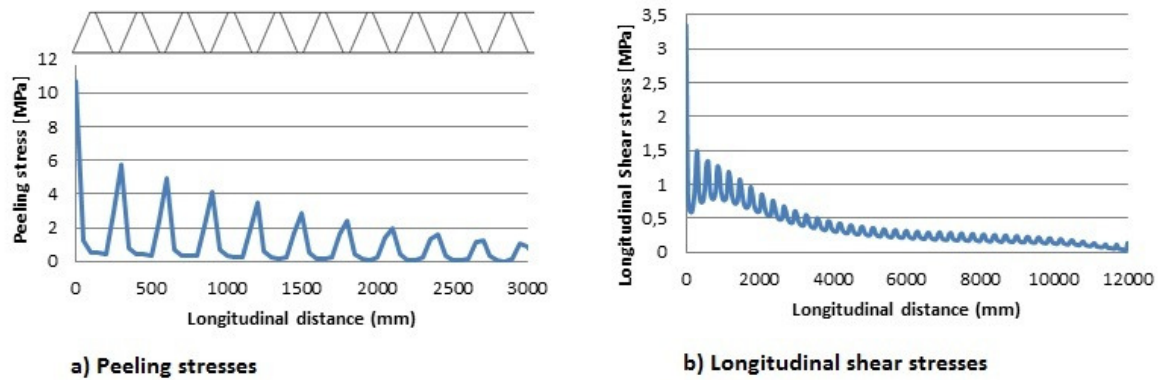 Peeling stress [MPa]
12
10
8
6
4
2
0
0 500 1000 1500 2000 2500 3000
Longitudinal distance (mm)
a) Peeling stresses
Longitudinal Shear stress [MPa]
3,5
3
2,5
2
1,5
1
0,5
0
0 2000 4000 6000 8000 10000 12000
Longitudinal distance (mm)
b) Longitudinal shear stresses